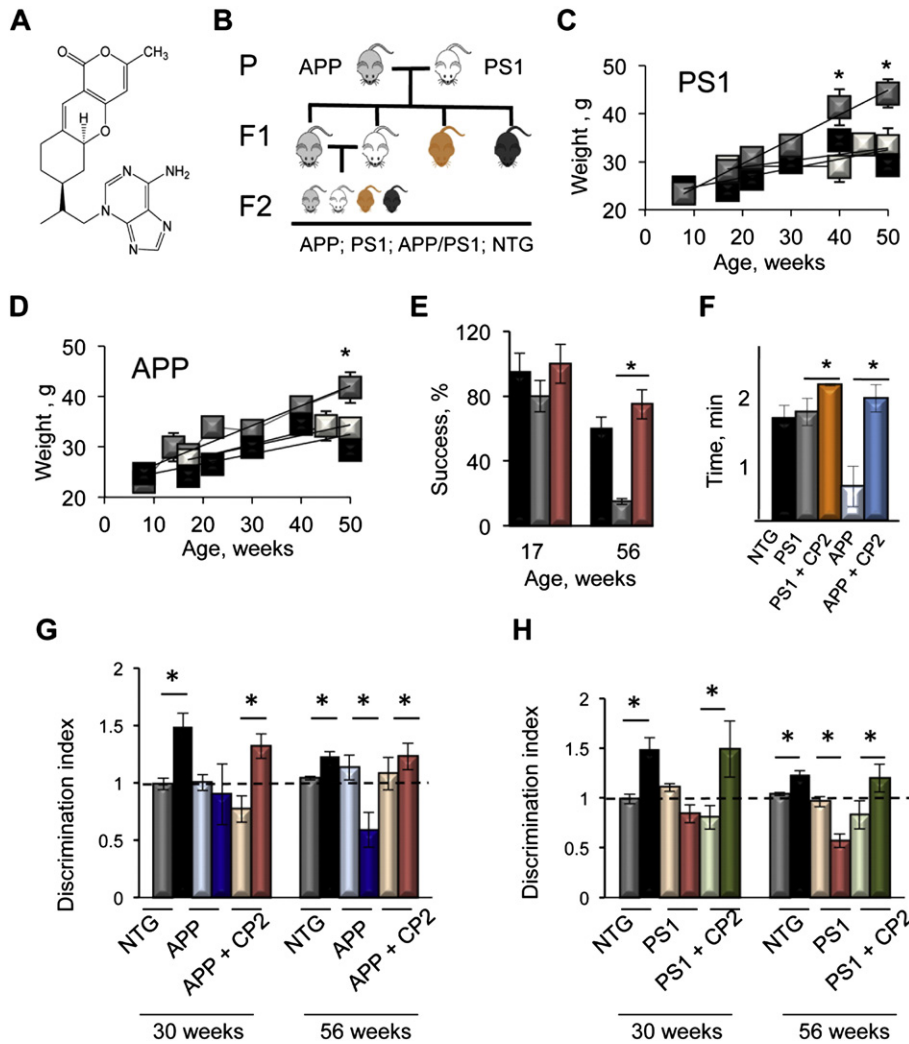 A
O
O
CH₃
H
O
N
NH₂
N
N
N
N
B
P
APP
PS1
F1
F2
APP; PS1; APP/PS1; NTG
C
PS1
*
*
Weight , g
50
40
30
20
0
10
20
30
40
50
Age, weeks
D
APP
*
Weight, g
50
40
30
20
0
10
20
30
40
50
Age, weeks
E
Success, %
120
80
40
0
*
17
56
Age, weeks
F
Time, min
2
1
*
*
NTG
PS1
PS1 + CP2
APP
APP + CP2
G
Discrimination index
2
1.5
1
0.5
0
*
*
*
*
*
NTG
APP
APP + CP2
NTG
APP
APP + CP2
30 weeks
56 weeks
H
Discrimination index
2
1.5
1
0.5
0
*
*
*
*
*
NTG
PS1
PS1 + CP2
NTG
PS1
PS1 + CP2
30 weeks
56 weeks